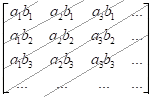 a₁b₁ a₂b₁ a₃b₁ ...
a₁b₂ a₂b₂ a₃b₂ ...
a₁b₃ a₂b₃ a₃b₃ ...
... ... ... ...